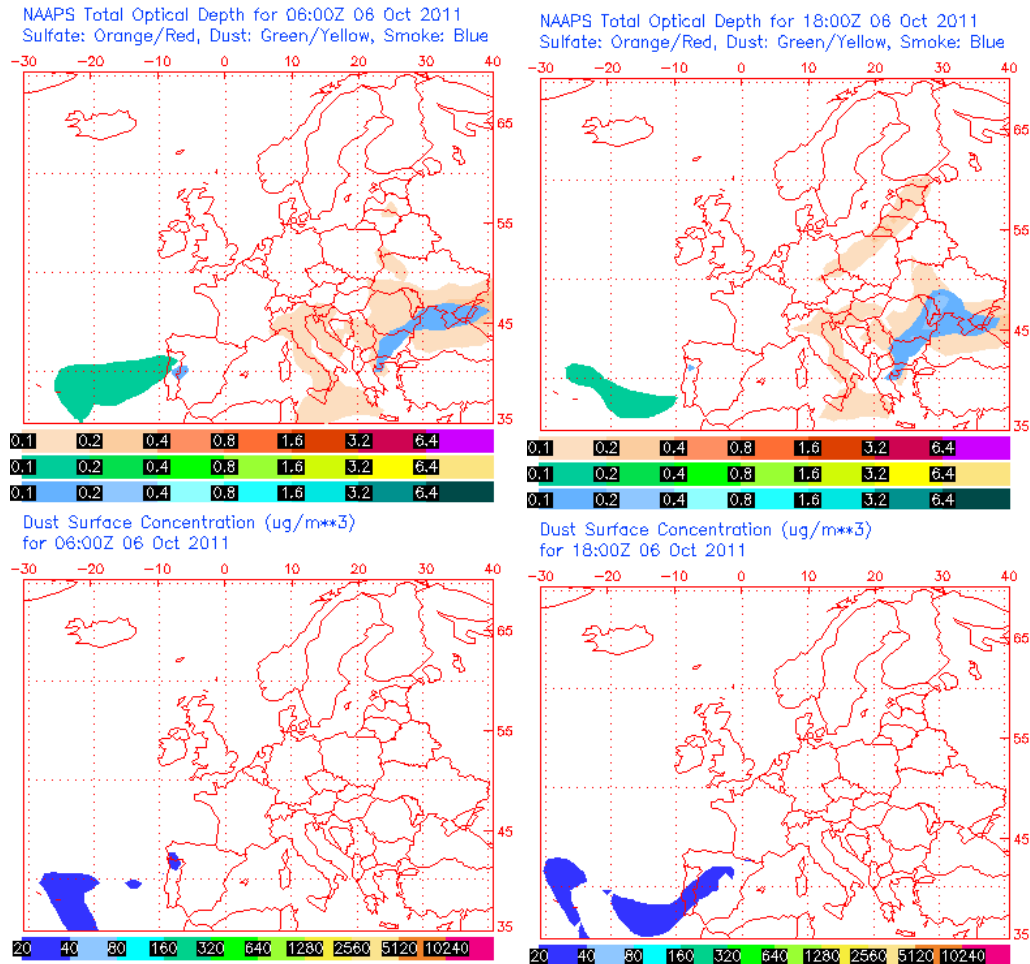 NAAPS Total Optical Depth for 06:00Z 06 Oct 2011
Sulfate: Orange/Red, Dust: Green/Yellow, Smoke: Blue
-30 -20 -10 0 10 20 30 40
65
55
45
35
0.1 0.2 0.4 0.8 1.6 3.2 6.4
0.1 0.2 0.4 0.8 1.6 3.2 6.4
0.1 0.2 0.4 0.8 1.6 3.2 6.4
NAAPS Total Optical Depth for 18:00Z 06 Oct 2011
Sulfate: Orange/Red, Dust: Green/Yellow, Smoke: Blue
-30 -20 -10 0 10 20 30 40
65
55
45
35
0.1 0.2 0.4 0.8 1.6 3.2 6.4
0.1 0.2 0.4 0.8 1.6 3.2 6.4
0.1 0.2 0.4 0.8 1.6 3.2 6.4
Dust Surface Concentration (ug/m**3)
for 06:00Z 06 Oct 2011
-30 -20 -10 0 10 20 30 40
65
55
45
35
20 40 80 160 320 640 1280 2560 5120 10240
Dust Surface Concentration (ug/m**3)
for 18:00Z 06 Oct 2011
-30 -20 -10 0 10 20 30 40
65
55
45
35
20 40 80 160 320 640 1280 2560 5120 10240